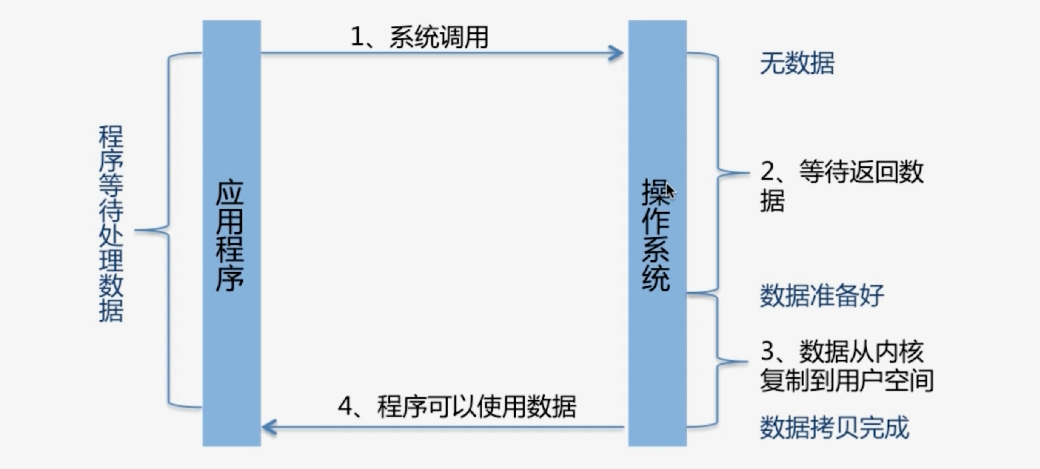 1、系统调用
无数据
程序等待处理数据
应用程序
操作系统
2、等待返回数
据
数据准备好
3、数据从内核
复制到用户空间
4、程序可以使用数据
数据拷贝完成